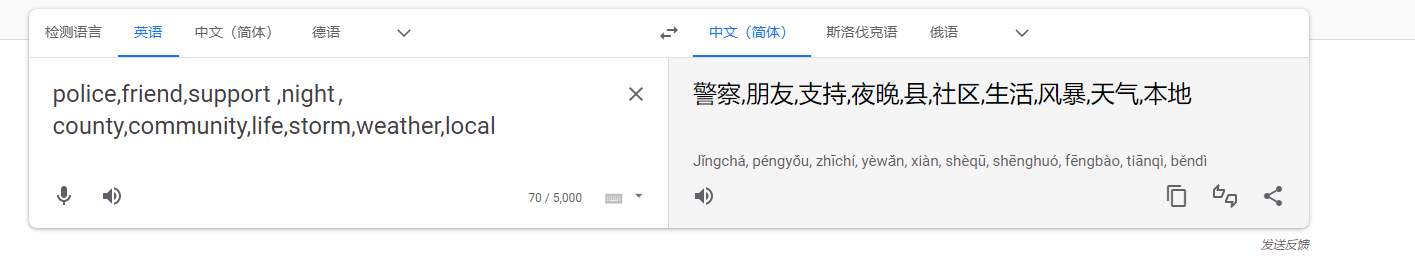 检测语言 英语 中文（简体） 德语 中文（简体） 斯洛伐克语 俄语
police,friend,support ,night ,
county,community,life,storm,weather,local
警察,朋友,支持,夜晚,县,社区,生活,风暴,天气,本地
Jǐngchá, péngyǒu, zhīchí, yèwǎn, xiàn, shèqū, shēnghuó, fēngbào, tiānqì, běndì
70 / 5,000
发送反馈